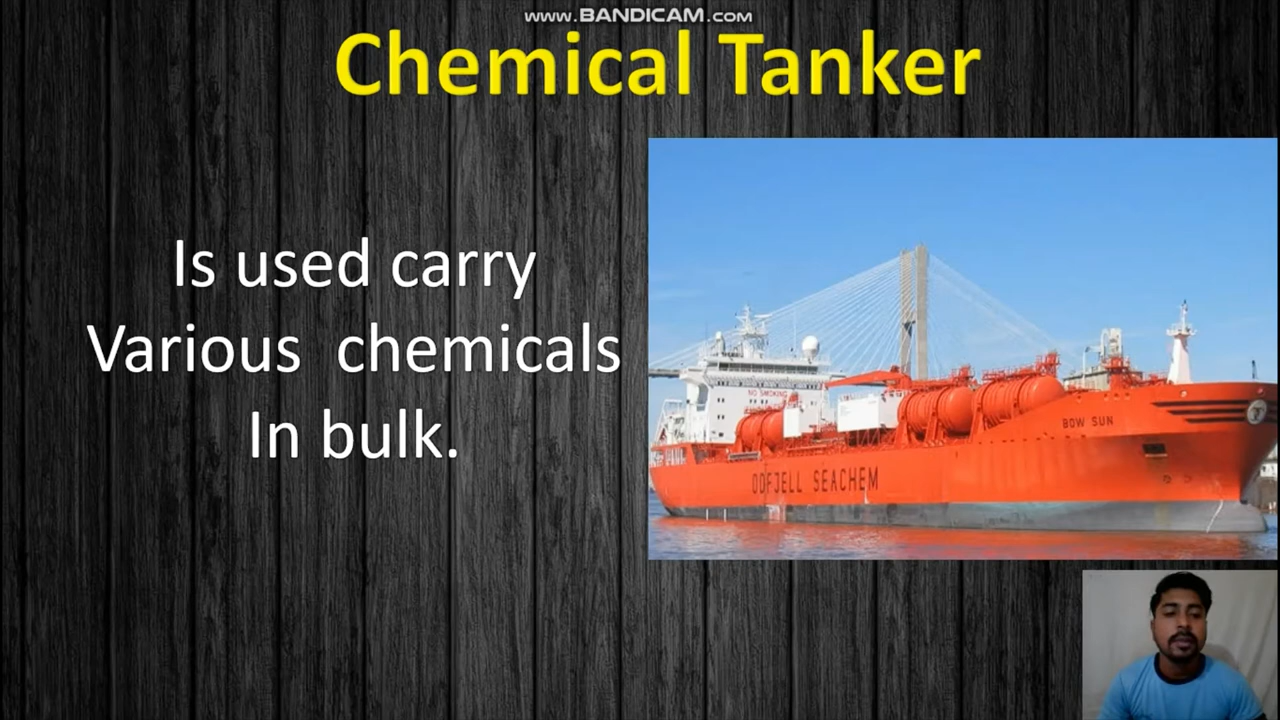 www.BANDICAM.com
Chemical Tanker
Is used carry
Various chemicals
In bulk.
NO SMOKING
BOW SUN
ODFJELL SEACHEM